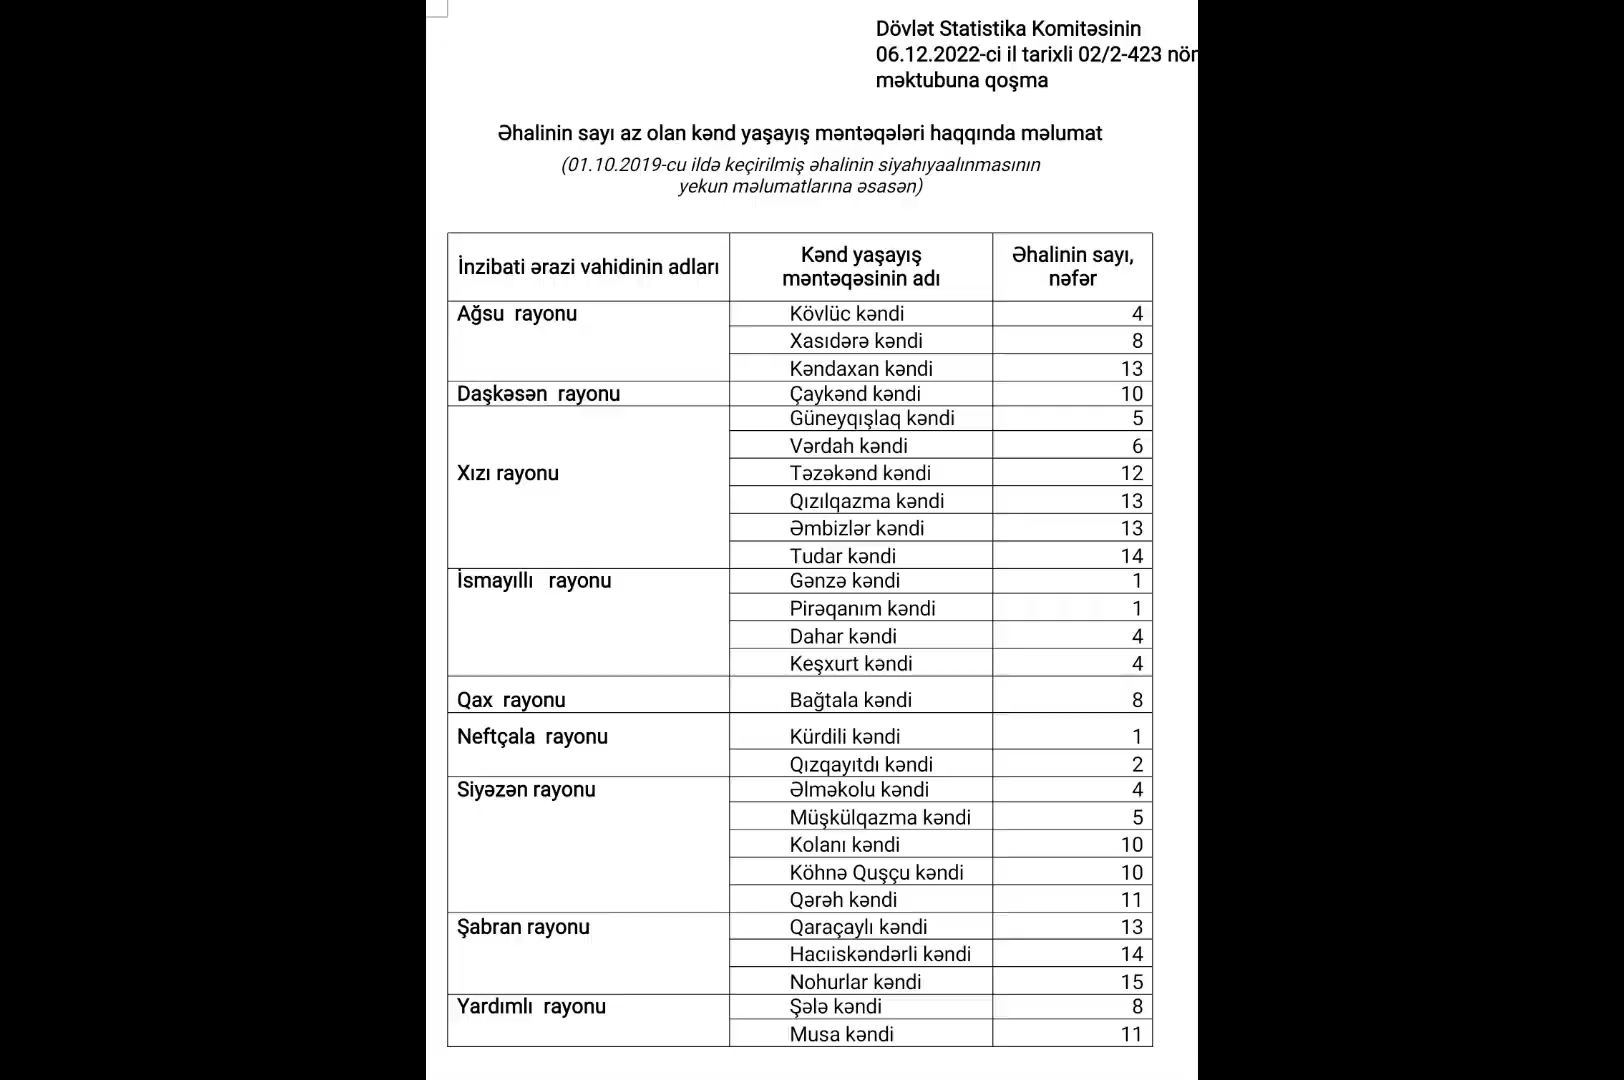 Dövlət Statistika Komitəsinin
06.12.2022-ci il tarixli 02/2-423
məktubuna qoşma
Əhalinin sayı az olan kənd yaşayış məntəqələri haqqında məlumat
(01.10.2019-cu ildə keçirilmiş əhalinin siyahıyaalınmasının
yekun məlumatlarına əsasən)
İnzibati ərazi vahidinin adları
Kənd yaşayış
məntəqəsinin adı
Əhalinin sayı,
nəfər
Ağsu rayonu Kövlüc kəndi 4
Xasıdərə kəndi 8
Kəndaxan kəndi 13
Daşkəsən rayonu Çaykənd kəndi 10
Güneyqışlaq kəndi 5
Vərdah kəndi 6
Xızı rayonu Təzəkənd kəndi 12
Qızılqazma kəndi 13
Əmbizlər kəndi 13
Tudar kəndi 14
İsmayıllı rayonu Gənzə kəndi 1
Pirəqanım kəndi 1
Dahar kəndi 4
Keşxurt kəndi 4
Qax rayonu Bağtala kəndi 8
Neftçala rayonu Kürdili kəndi 1
Qızqayıtdı kəndi 2
Siyəzən rayonu Əlməkolu kəndi 4
Müşkülqazma kəndi 5
Kolanı kəndi 10
Köhnə Quşçu kəndi 10
Qərəh kəndi 11
Şabran rayonu Qaraçaylı kəndi 13
Hacıiskəndərli kəndi 14
Nohurlar kəndi 15
Yardımlı rayonu Şələ kəndi 8
Musa kəndi 11